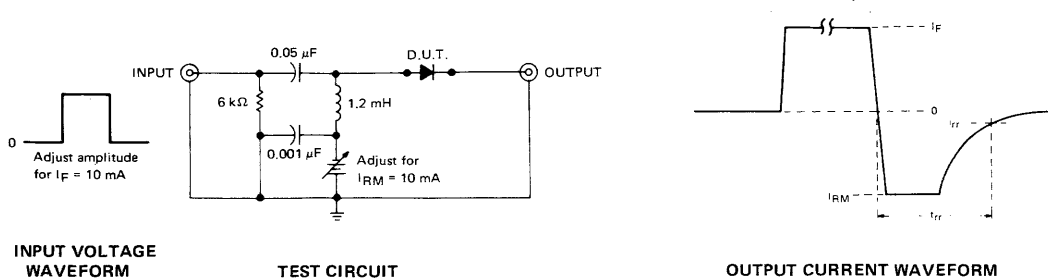 INPUT
0.05 µF
D.U.T.
OUTPUT
6 kΩ
1.2 mH
0.001 µF
Adjust for
IRM = 10 mA
0
Adjust amplitude
for IF = 10 mA
INPUT VOLTAGE
WAVEFORM
TEST CIRCUIT
IF
0
irr
IRM
trr
OUTPUT CURRENT WAVEFORM